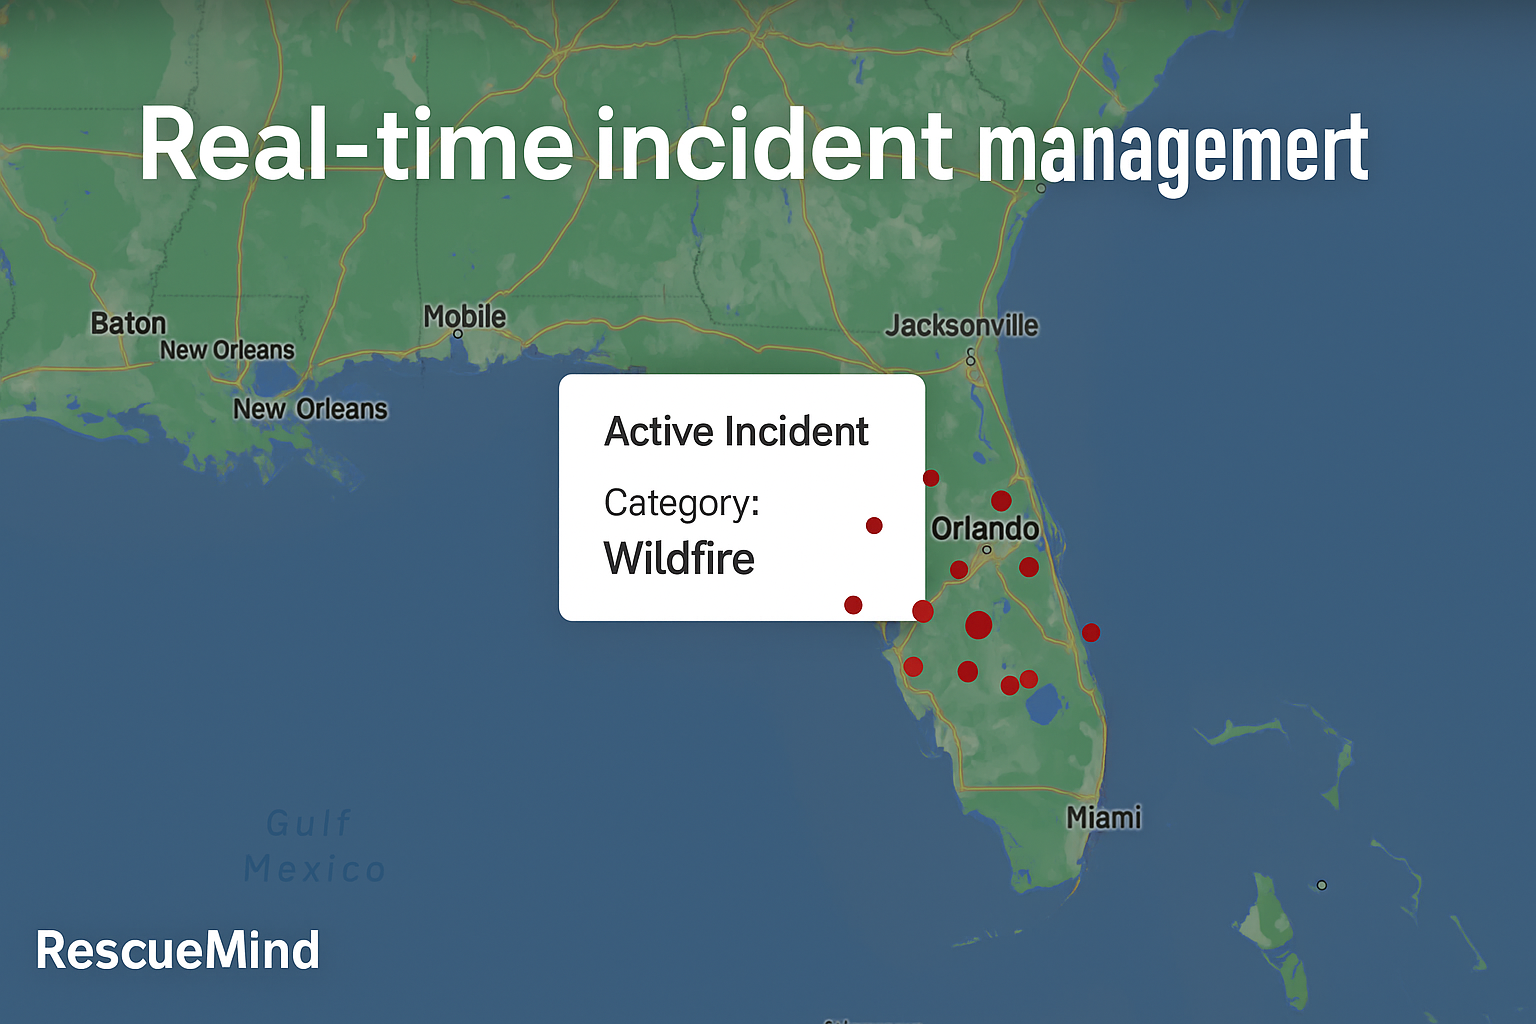 Real-time incident managemert
Baton
New Orleans
Mobile
New Orleans
Jacksonville
Active Incident
Category:
Wildfire
Orlando
Miami
Gulf
Mexico
RescueMind